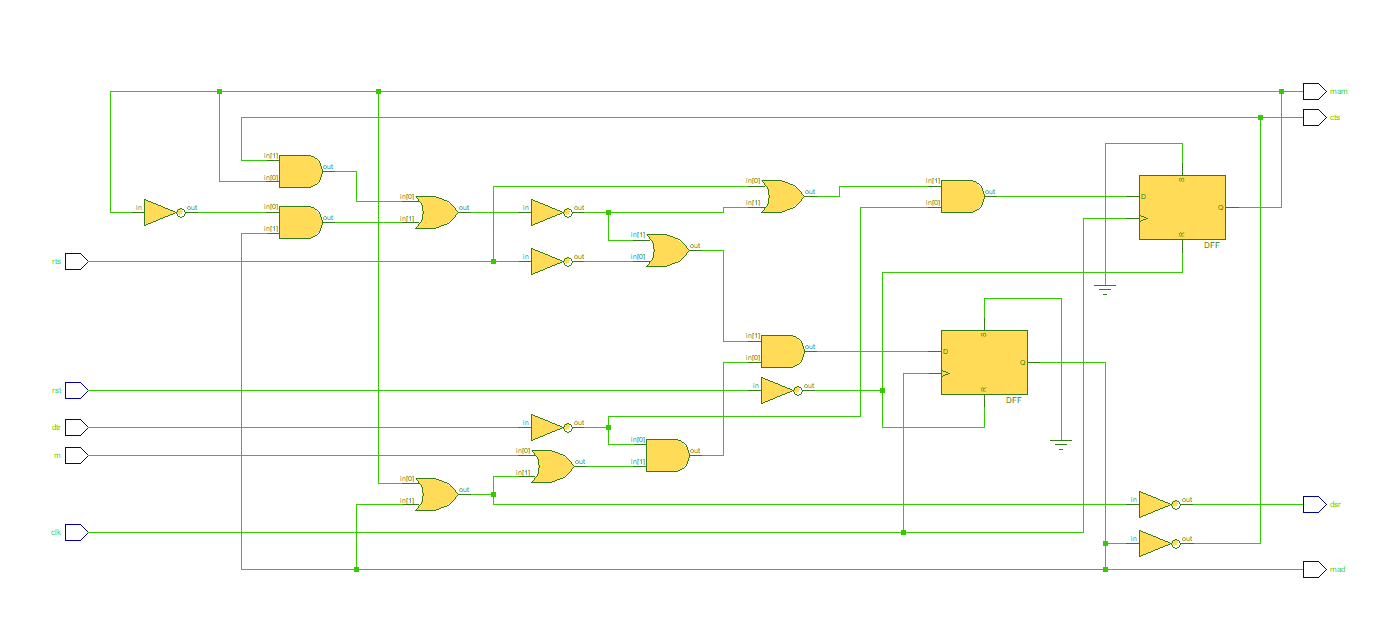 mam
cts
in[1]
out
in[0]
in
out
in[0]
out
in[1]
in[0]
out
in[1]
in
out
in[0]
out
in[1]
in[1]
out
in[0]
S
D
Q
R
DFF
rts
in
out
in[1]
out
in[0]
in[1]
out
in[0]
S
D
Q
R
DFF
rst
in
out
dtr
in
out
in[0]
out
in[1]
in[0]
out
in[1]
in[0]
out
in[1]
clk
in
out
dsr
in
out
mad